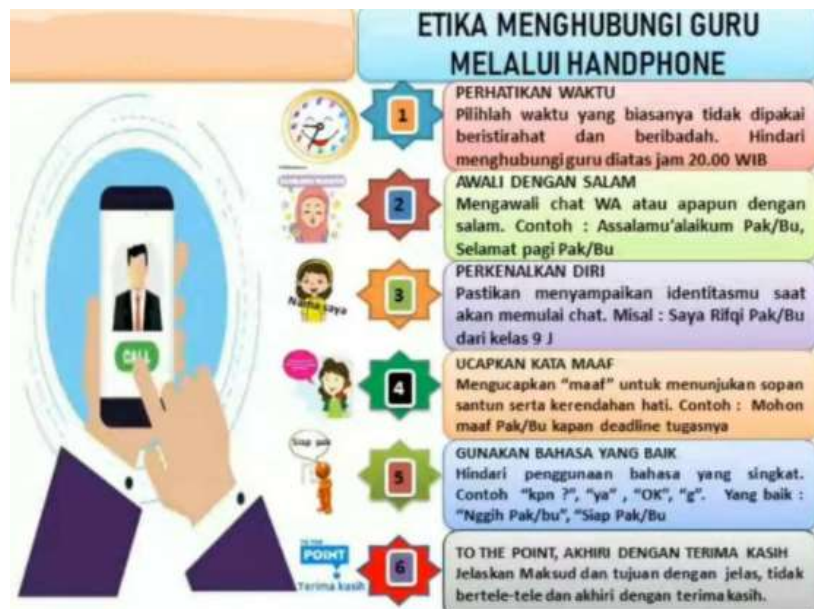 ETIKA MENGHUBUNGI GURU
MELALUI HANDPHONE
1
PERHATIKAN WAKTU
Pilihlah waktu yang biasanya tidak dipakai
beristirahat dan beribadah. Hindari
menghubungi guru diatas jam 20.00 WIB
2
AWALI DENGAN SALAM
Mengawali chat WA atau apapun dengan
salam. Contoh : Assalamu'alaikum Pak/Bu,
Selamat pagi Pak/Bu
Nama saya
3
PERKENALKAN DIRI
Pastikan menyampaikan identitasmu saat
akan memulai chat. Misal : Saya Rifqi Pak/Bu
dari kelas 9 J
CALL
4
UCAPKAN KATA MAAF
Mengucapkan "maaf" untuk menunjukan sopan
santun serta kerendahan hati. Contoh : Mohon
maaf Pak/Bu kapan deadline tugasnya
Siap pak
5
GUNAKAN BAHASA YANG BAIK
Hindari penggunaan bahasa yang singkat.
Contoh "kpn ?", "ya" , "OK", "g". Yang baik :
"Nggih Pak/bu", "Siap Pak/Bu
TO THE
POINT
Terima kasih
6
TO THE POINT, AKHIRI DENGAN TERIMA KASIH
Jelaskan Maksud dan tujuan dengan jelas, tidak
bertele-tele dan akhiri dengan terima kasih.